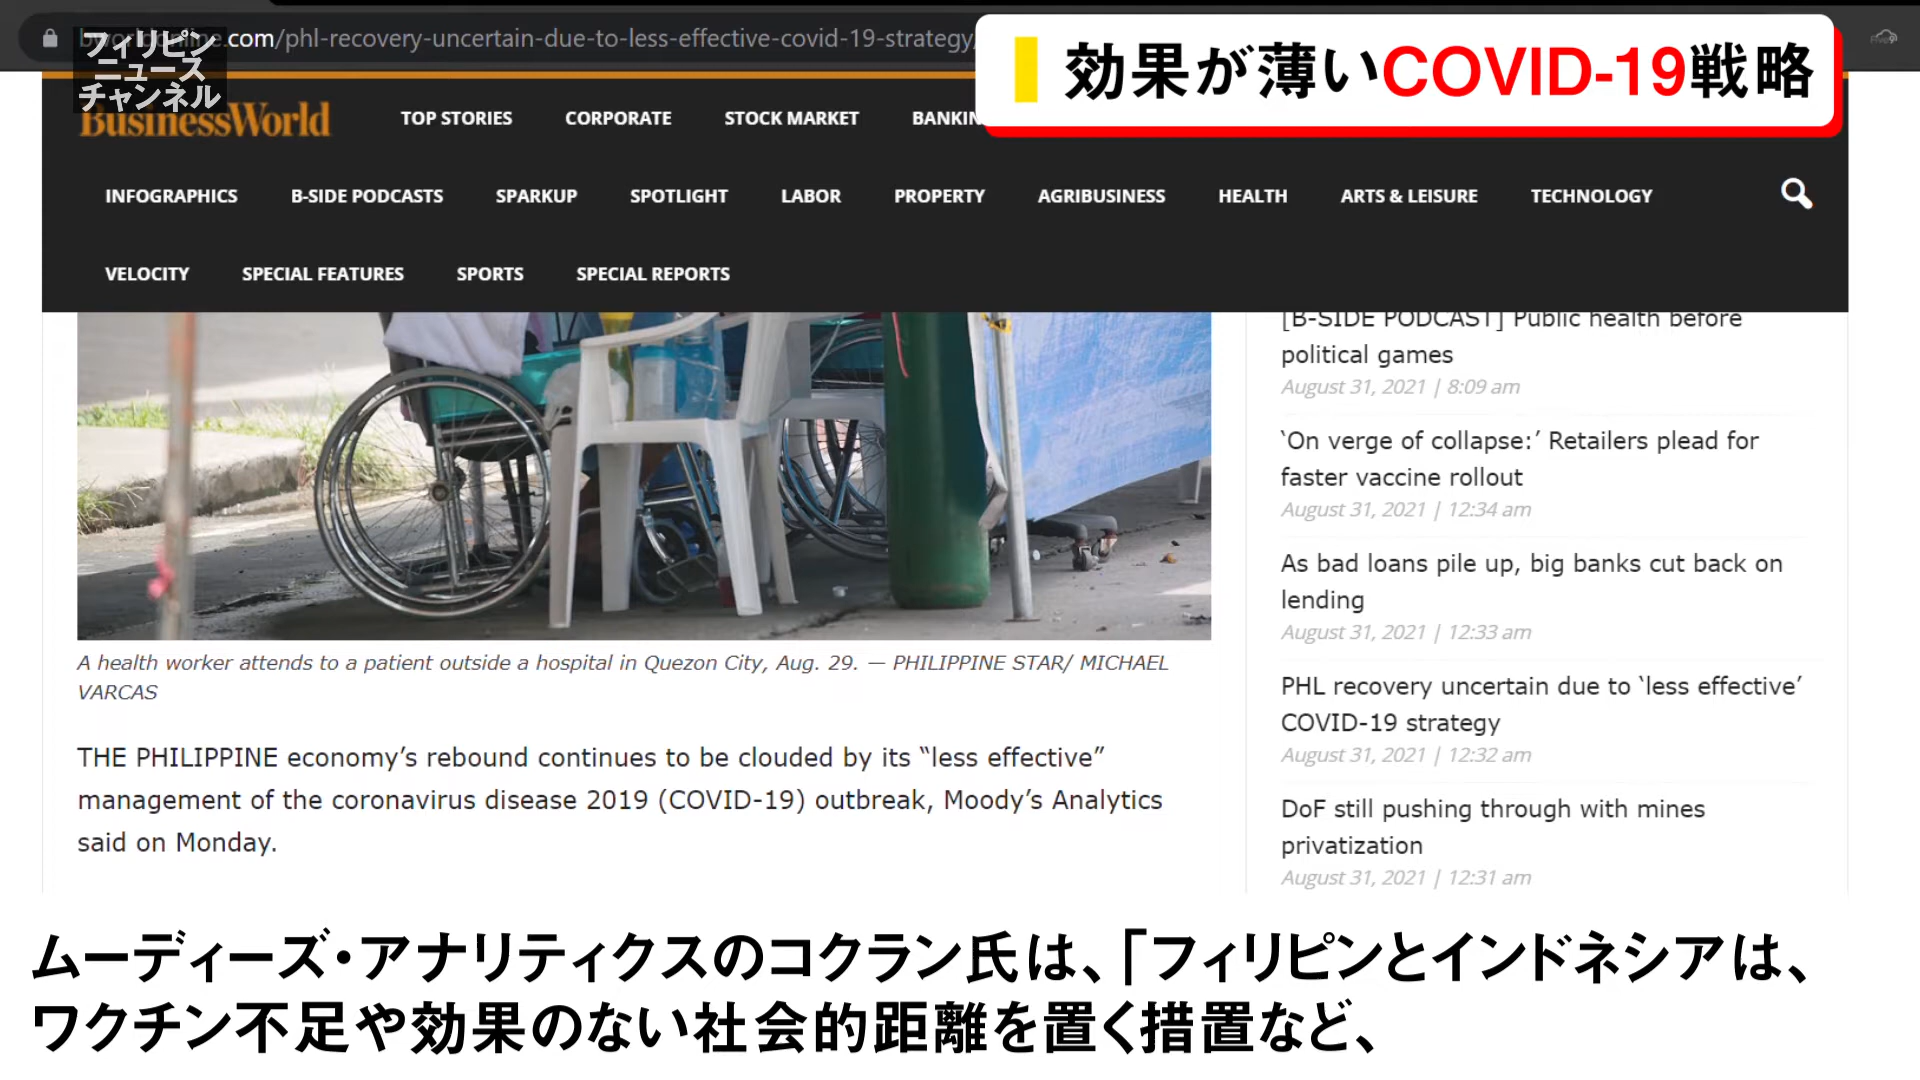 bworldonline.com/phl-recovery-uncertain-due-to-less-effective-covid-19-strategy/
フィリピン
ニュース
チャンネル
効果が薄いCOVID-19戦略
BusinessWorld
TOP STORIES CORPORATE STOCK MARKET BANKIN
INFOGRAPHICS B-SIDE PODCASTS SPARKUP SPOTLIGHT LABOR PROPERTY AGRIBUSINESS HEALTH ARTS & LEISURE TECHNOLOGY
VELOCITY SPECIAL FEATURES SPORTS SPECIAL REPORTS
A health worker attends to a patient outside a hospital in Quezon City, Aug. 29. — PHILIPPINE STAR/ MICHAEL
VARCAS
THE PHILIPPINE economy’s rebound continues to be clouded by its “less effective”
management of the coronavirus disease 2019 (COVID-19) outbreak, Moody’s Analytics
said on Monday.
[B-SIDE PODCAST] Public health before
political games
August 31, 2021 | 8:09 am
‘On verge of collapse:’ Retailers plead for
faster vaccine rollout
August 31, 2021 | 12:34 am
As bad loans pile up, big banks cut back on
lending
August 31, 2021 | 12:33 am
PHL recovery uncertain due to ‘less effective’
COVID-19 strategy
August 31, 2021 | 12:32 am
DoF still pushing through with mines
privatization
August 31, 2021 | 12:31 am
ムーディーズ・アナリティクスのコクラン氏は、「フィリピンとインドネシアは、
ワクチン不足や効果のない社会的距離を置く措置など、